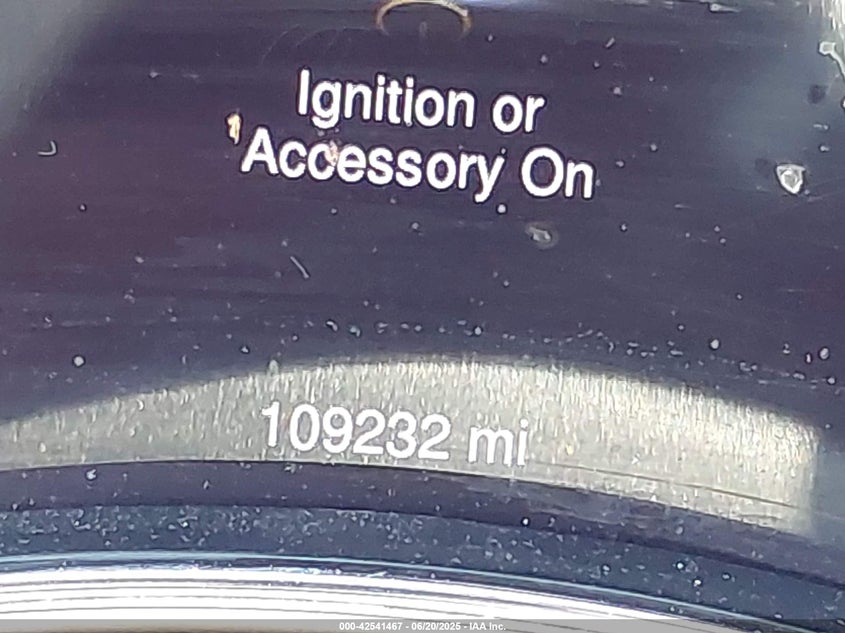 Ignition or
Accessory On
109232 mi
000-42541467 - 06/20/2025 - IAA Inc.